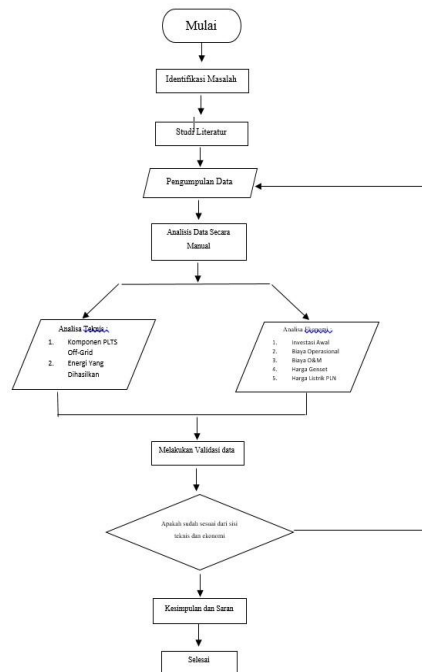 Mulai
Identifikasi Masalah
Studi Literatur
Pengumpulan Data
Analisis Data Secara
Manual
Analisa Teknis :
1. Komponen PLTS
Off-Grid
2. Energi Yang
Dihasilkan
Analisa Ekonomi :
1. Investasi Awal
2. Biaya Operasional
3. Biaya O&M
4. Harga Genset
5. Harga Listrik PLN
Melakukan Validasi data
Apakah sudah sesuai dari sisi
teknis dan ekonomi
Kesimpulan dan Saran
Selesai